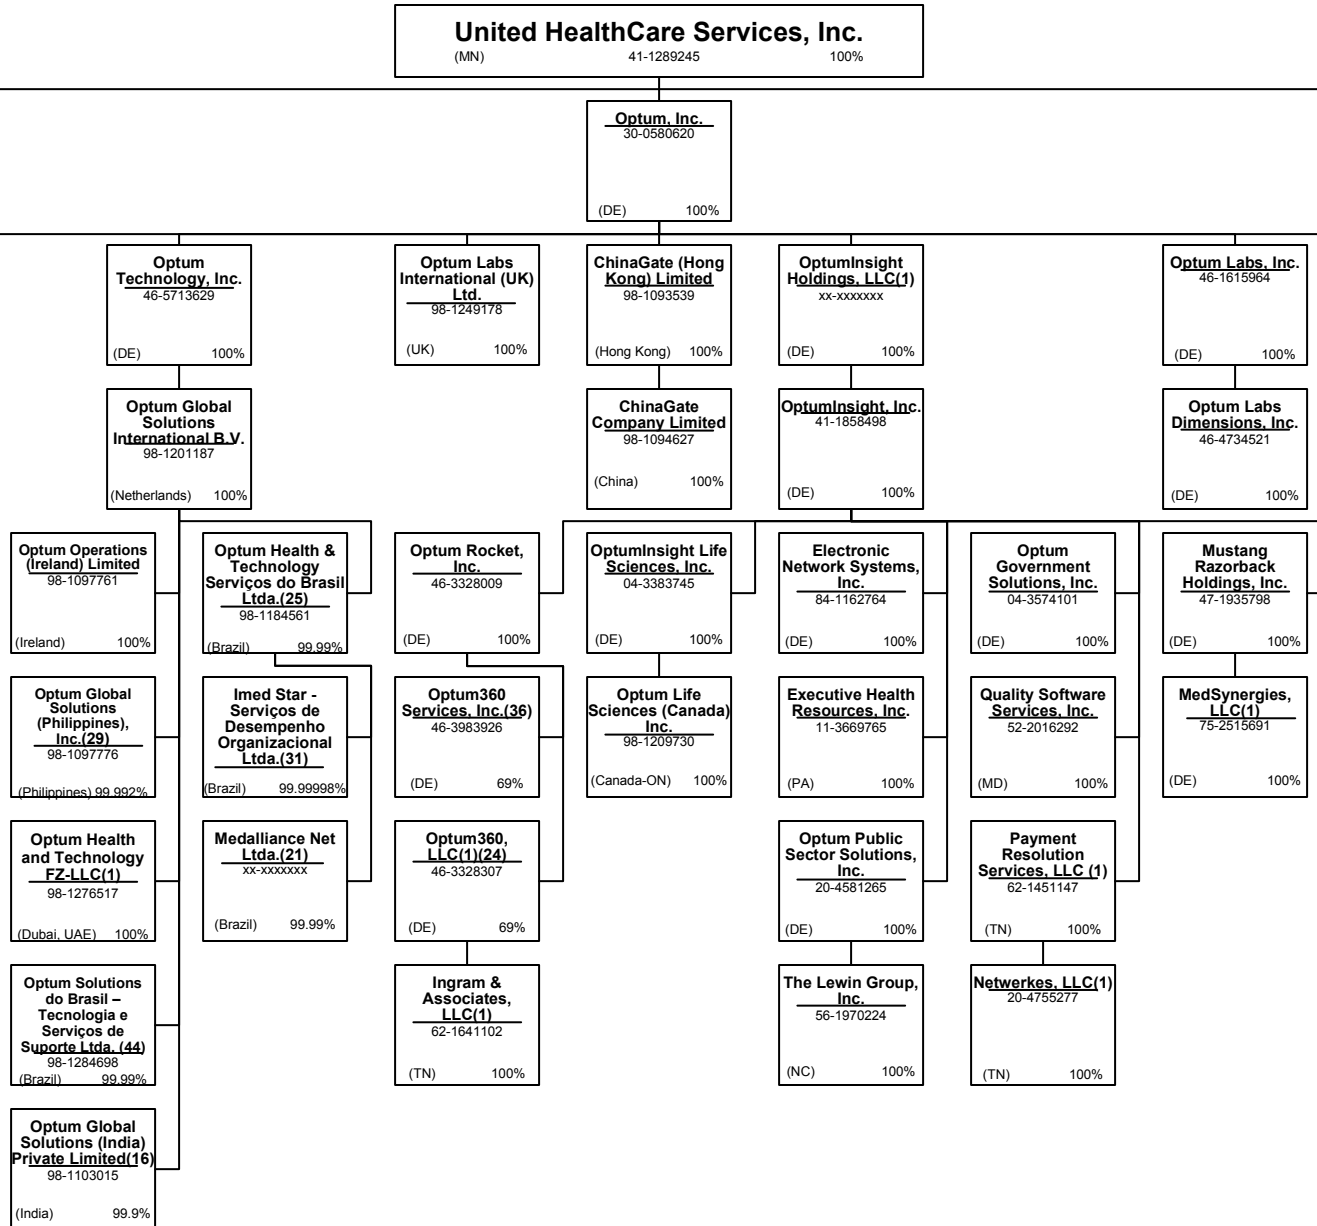 United HealthCare Services, Inc.
(MN) 41-1289245 100%
Optum, Inc.
30-0580620
(DE) 100%
Optum
Technology, Inc.
46-5713629
(DE) 100%
Optum Labs
International (UK)
Ltd.
98-1249178
(UK) 100%
ChinaGate (Hong
Kong) Limited
98-1093539
(Hong Kong) 100%
OptumInsight
Holdings, LLC(1)
xx-xxxxxxx
(DE) 100%
Optum Labs, Inc.
46-1615964
(DE) 100%
Optum Global
Solutions
International B.V.
98-1201187
(Netherlands) 100%
ChinaGate
Company Limited
98-1094627
(China) 100%
OptumInsight, Inc.
41-1858498
(DE) 100%
Optum Labs
Dimensions, Inc.
46-4734521
(DE) 100%
Optum Operations
(Ireland) Limited
98-1097761
(Ireland) 100%
Optum Health &
Technology
Serviços do Brasil
Ltda.(25)
98-1184561
(Brazil) 99.99%
Optum Rocket,
Inc.
46-3328009
(DE) 100%
OptumInsight Life
Sciences, Inc.
04-3383745
(DE) 100%
Electronic
Network Systems,
Inc.
84-1162764
(DE) 100%
Optum
Government
Solutions, Inc.
04-3574101
(DE) 100%
Mustang
Razorback
Holdings, Inc.
47-1935798
(DE) 100%
Optum Global
Solutions
(Philippines),
Inc.(29)
98-1097776
(Philippines) 99.992%
Imed Star -
Serviços de
Desempenho
Organizacional
Ltda.(31)
(Brazil) 99.99998%
Optum360
Services, Inc.(36)
46-3983926
(DE) 69%
Optum Life
Sciences (Canada)
Inc.
98-1209730
(Canada-ON) 100%
Executive Health
Resources, Inc.
11-3669765
(PA) 100%
Quality Software
Services, Inc.
52-2016292
(MD) 100%
MedSynergies,
LLC(1)
75-2515691
(DE) 100%
Optum Health
and Technology
FZ-LLC(1)
98-1276517
(Dubai, UAE) 100%
Medalliance Net
Ltda.(21)
xx-xxxxxxx
(Brazil) 99.99%
Optum360,
LLC(1)(24)
46-3328307
(DE) 69%
Optum Public
Sector Solutions,
Inc.
20-4581265
(DE) 100%
Payment
Resolution
Services, LLC (1)
62-1451147
(TN) 100%
Optum Solutions
do Brasil –
Tecnologia e
Serviços de
Suporte Ltda. (44)
98-1284698
(Brazil) 99.99%
Ingram &
Associates,
LLC(1)
62-1641102
(TN) 100%
The Lewin Group,
Inc.
56-1970224
(NC) 100%
Netwerkes, LLC(1)
20-4755277
(TN) 100%
Optum Global
Solutions (India)
Private Limited(16)
98-1103015
(India) 99.9%